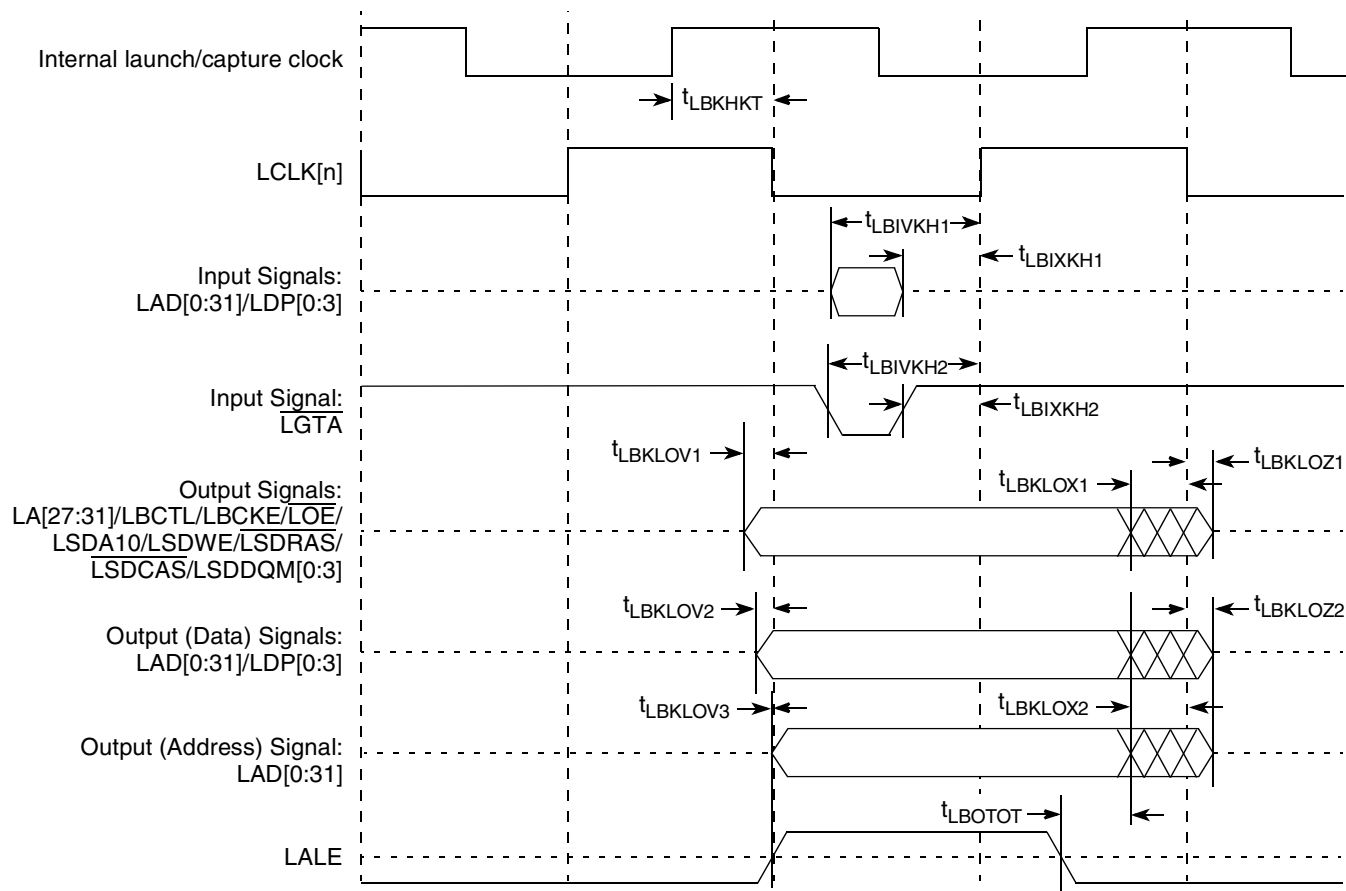 Internal launch/capture clock
tLBKHKT
LCLK[n]
tLBIVKH1
tLBIXKH1
Input Signals:
LAD[0:31]/LDP[0:3]
tLBIVKH2
Input Signal:
LGTA
tLBIXKH2
tLBKLOV1
tLBKLOZ1
tLBKLOX1
Output Signals:
LA[27:31]/LBCTL/LBCKE/LOE/
LSDA10/LSDWE/LSDRAS/
LSDCAS/LSDDQM[0:3]
tLBKLOV2
tLBKLOZ2
Output (Data) Signals:
LAD[0:31]/LDP[0:3]
tLBKLOV3
tLBKLOX2
Output (Address) Signal:
LAD[0:31]
tLBOTOT
LALE